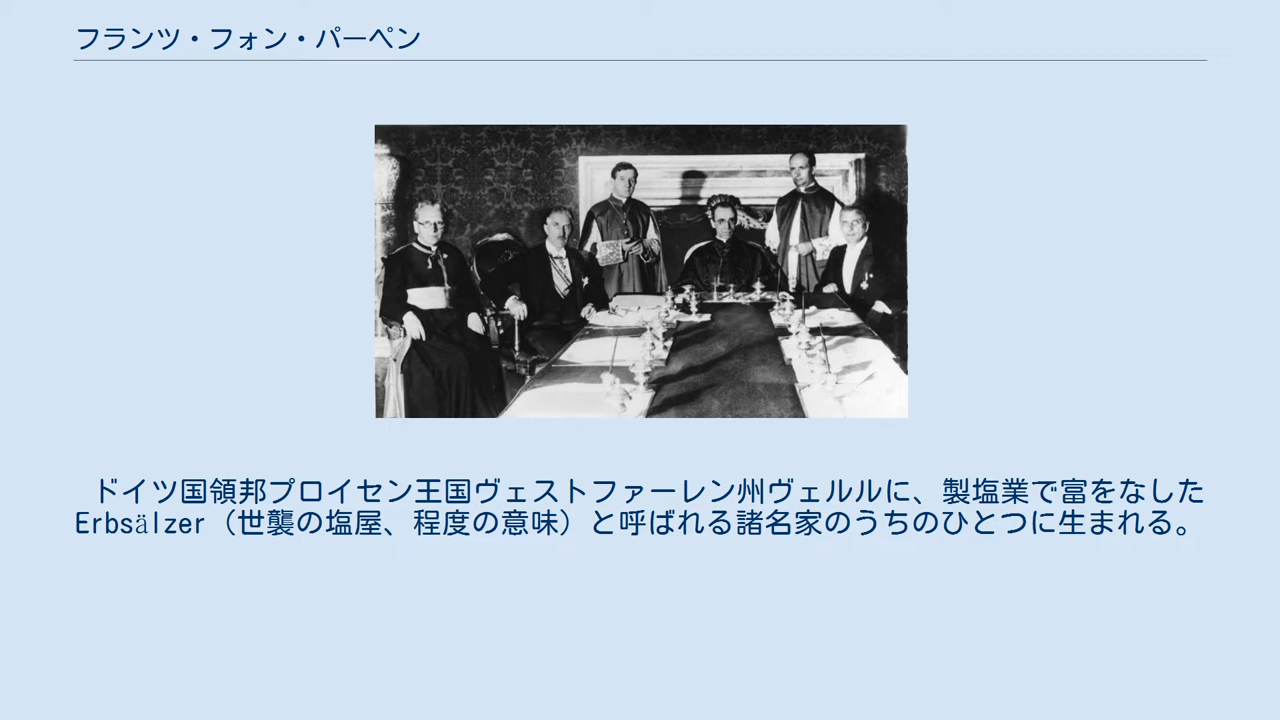 フランツ・フォン・パーペン
ドイツ国領邦プロイセン王国ヴェストファーレン州ヴェルルに、製塩業で富をなした
Erbsälzer（世襲の塩屋、程度の意味）と呼ばれる諸名家のうちのひとつに生まれる。